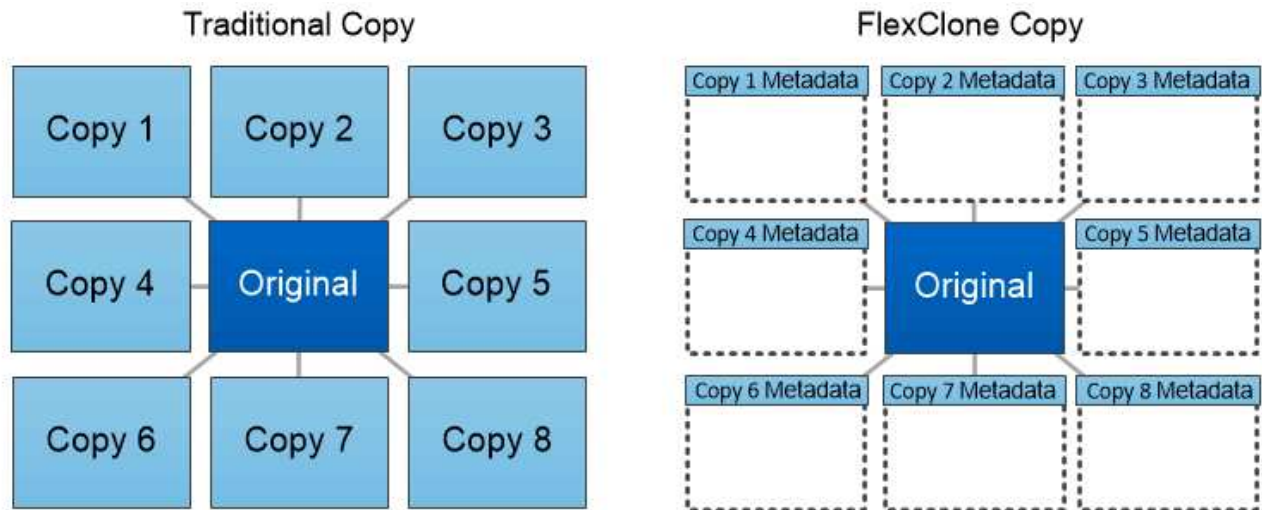 Traditional Copy
Copy 1
Copy 2
Copy 3
Copy 4
Original
Copy 5
Copy 6
Copy 7
Copy 8
FlexClone Copy
Copy 1 Metadata
Copy 2 Metadata
Copy 3 Metadata
Copy 4 Metadata
Original
Copy 5 Metadata
Copy 6 Metadata
Copy 7 Metadata
Copy 8 Metadata